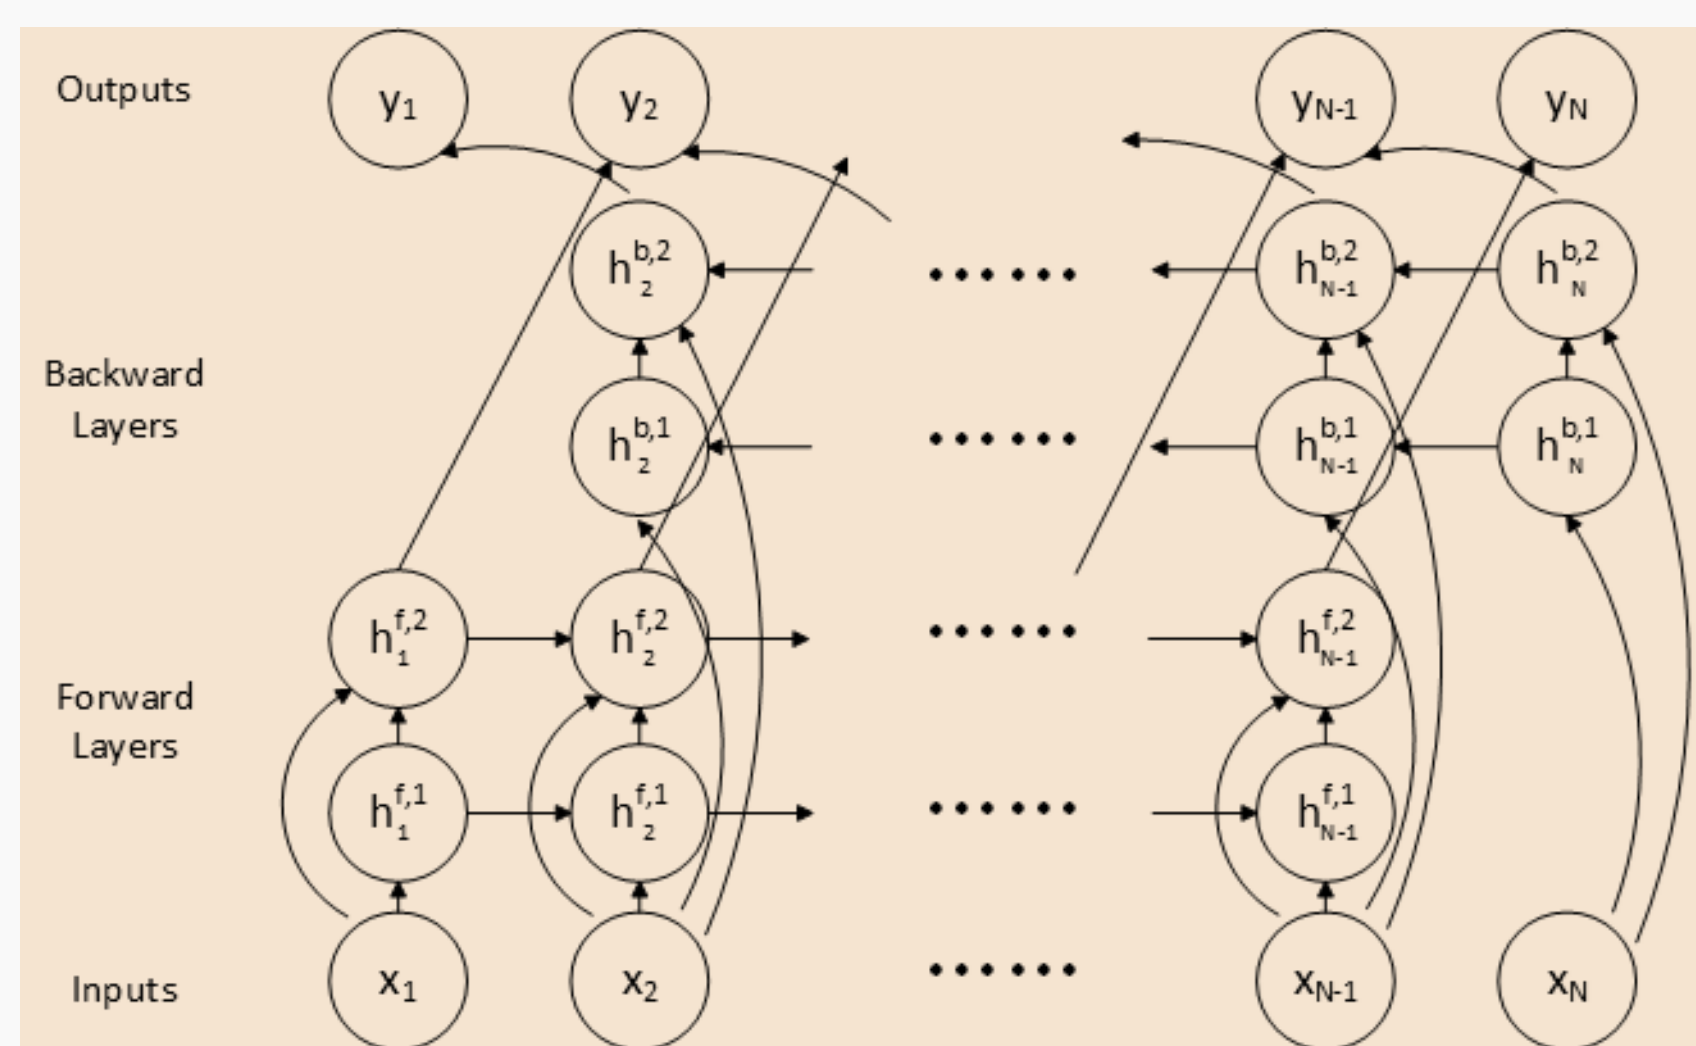 Outputs
y1 y2 yN-1 yN
h2b,2 ...... hN-1b,2 hNb,2
Backward
Layers
h2b,1 ...... hN-1b,1 hNb,1
h1f,2 h2f,2 ...... hN-1f,2
Forward
Layers
h1f,1 h2f,1 ...... hN-1f,1
Inputs
x1 x2 ...... xN-1 xN